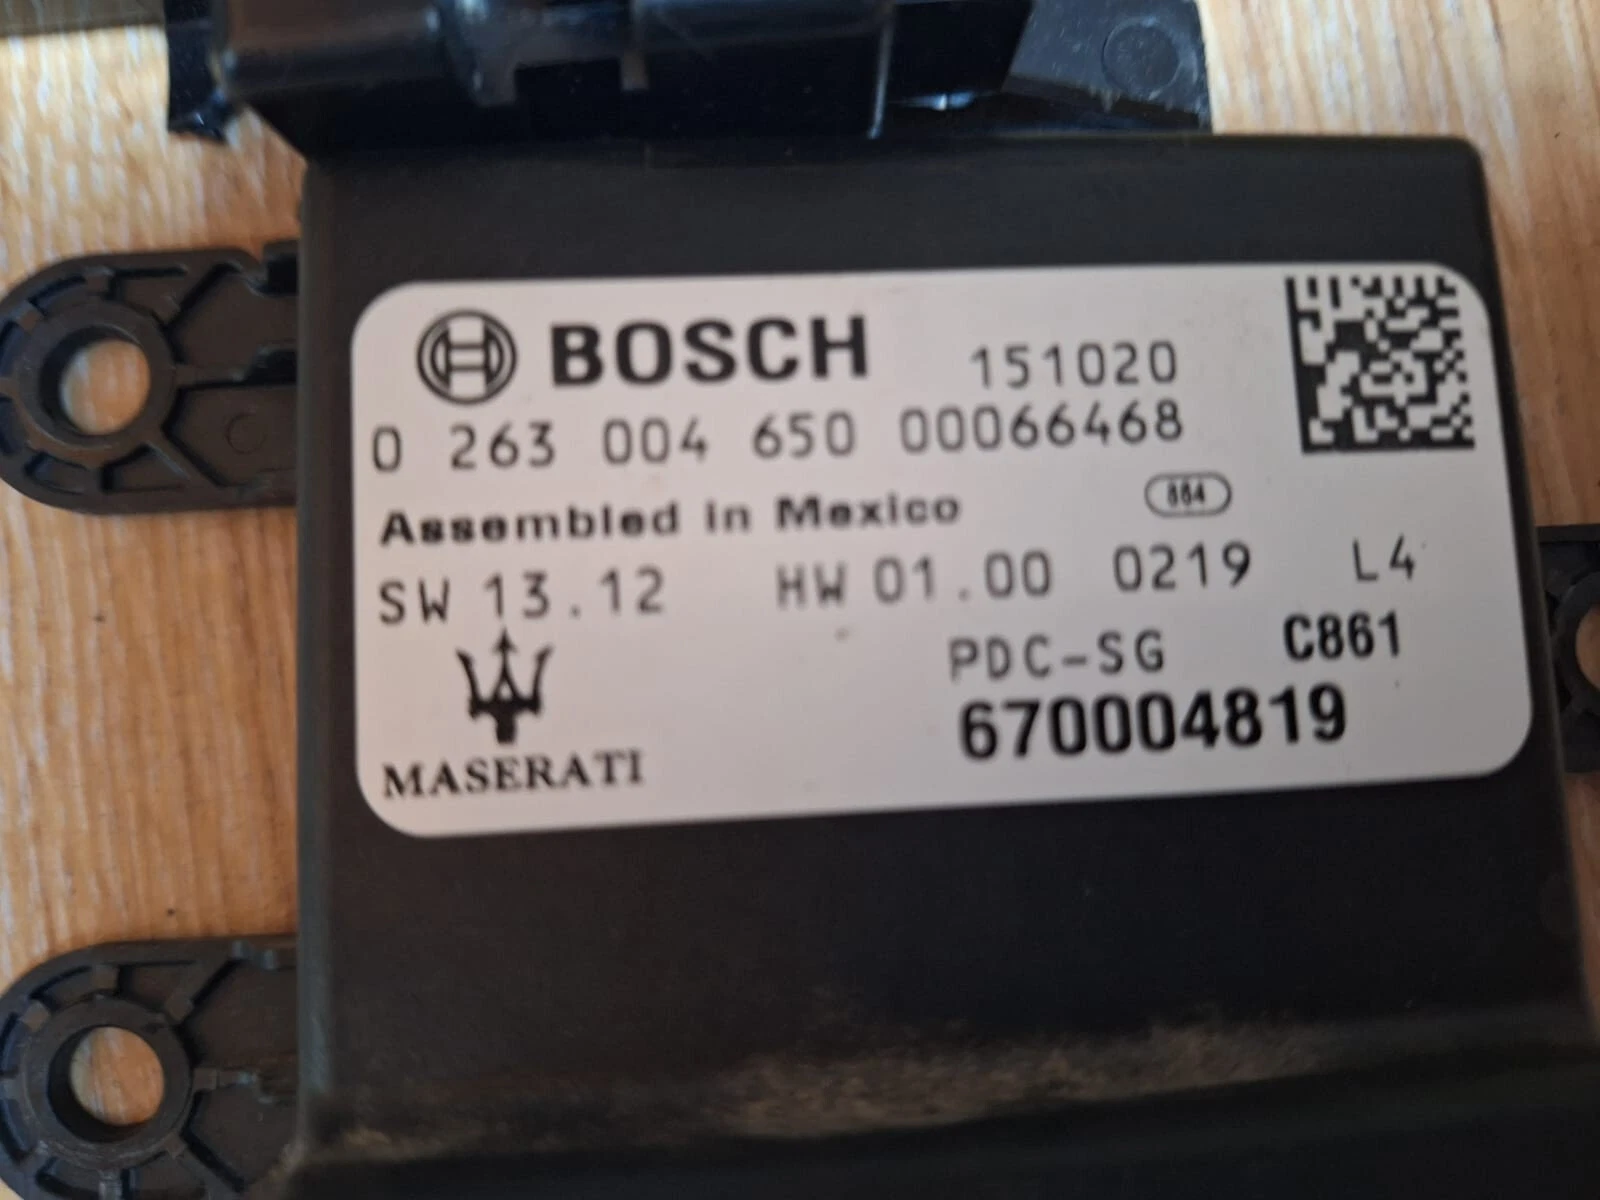 BOSCH 151020
0 263 004 650 00066468
Assembled in Mexico 884
SW 13.12 HW 01.00 0219 L4
PDC-SG C861
670004819
MASERATI